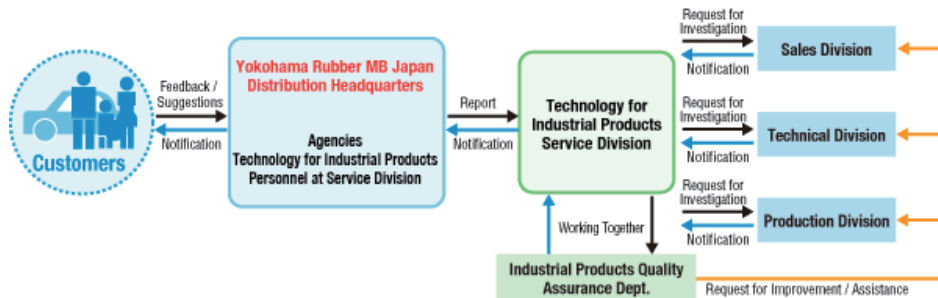 Customers
Feedback /
Suggestions
Notification
Yokohama Rubber MB Japan
Distribution Headquarters
Agencies
Technology for Industrial Products
Personnel at Service Division
Report
Notification
Technology for
Industrial Products
Service Division
Request for
Investigation
Notification
Sales Division
Request for
Investigation
Notification
Technical Division
Request for
Investigation
Notification
Production Division
Working Together
Industrial Products Quality
Assurance Dept.
Request for Improvement / Assistance